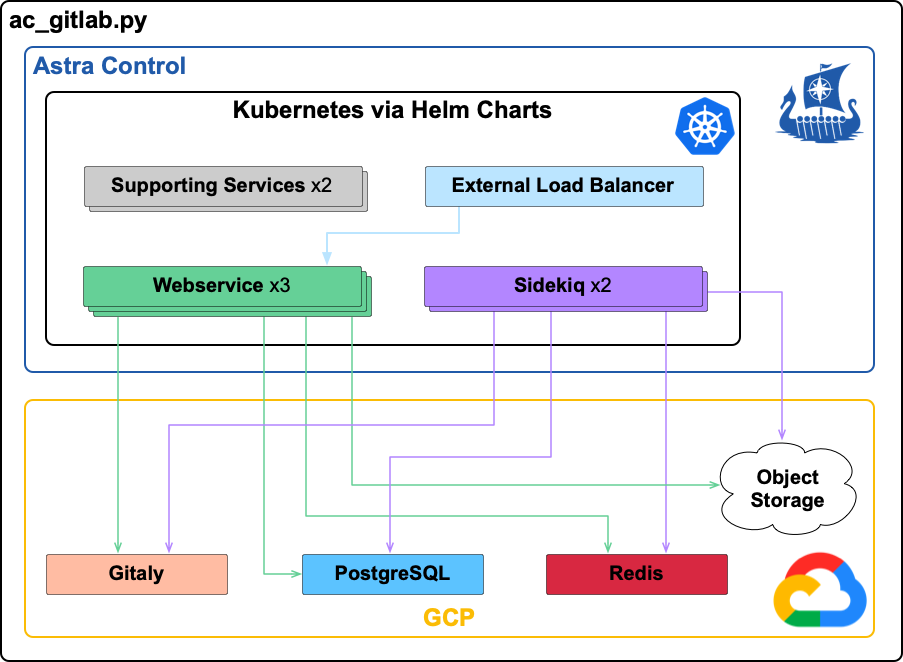 ac_gitlab.py
Astra Control
Kubernetes via Helm Charts
Supporting Services x2
External Load Balancer
Webservice x3
Sidekiq x2
Object
Storage
Gitaly
PostgreSQL
Redis
GCP